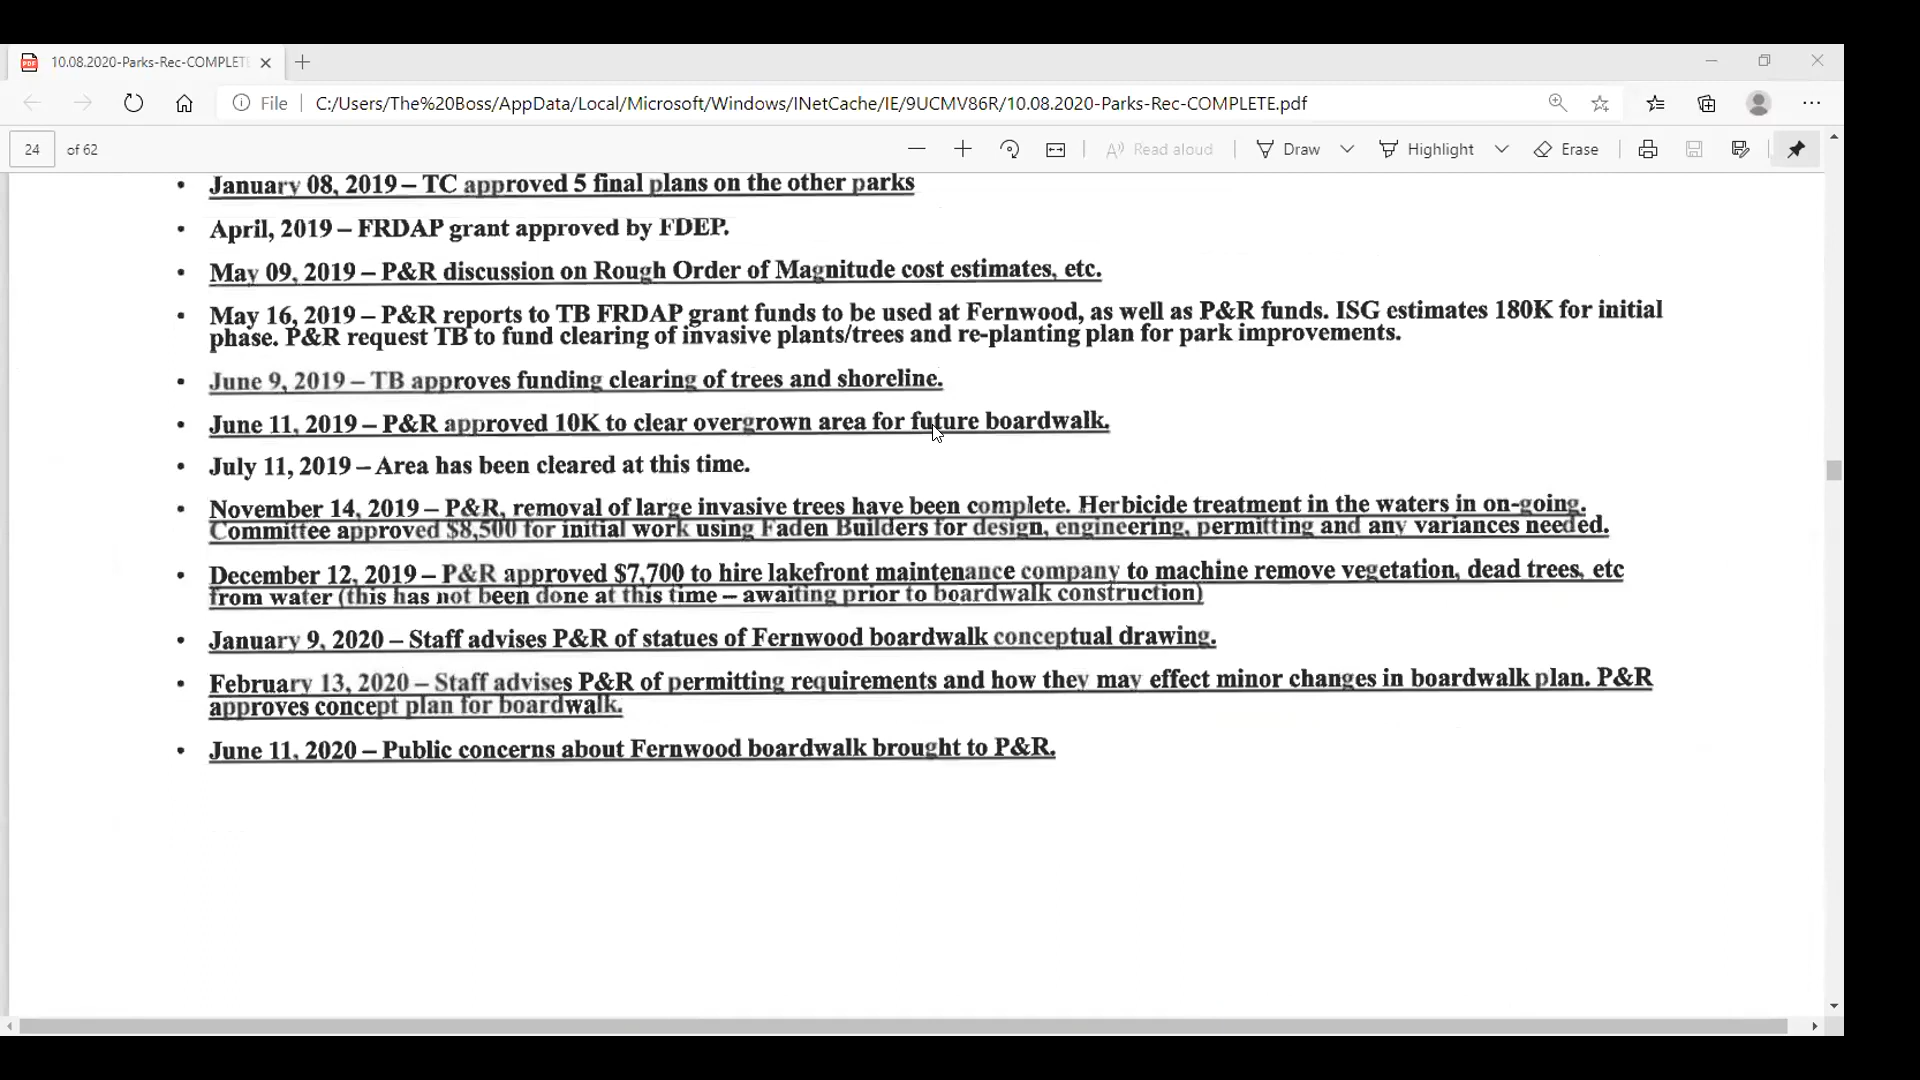 10.08.2020-Parks-Rec-COMPLET
File
C:/Users/The%20Boss/AppData/Local/Microsoft/Windows/INetCache/IE/9UCMV86R/10.08.2020-Parks-Rec-COMPLETE.pdf
24 of 62
Read aloud
Draw
Highlight
Erase
• January 08, 2019 – TC approved 5 final plans on the other parks
• April, 2019 – FRDAP grant approved by FDEP.
• May 09, 2019 – P&R discussion on Rough Order of Magnitude cost estimates, etc.
• May 16, 2019 – P&R reports to TB FRDAP grant funds to be used at Fernwood, as well as P&R funds. ISG estimates 180K for initial
phase. P&R request TB to fund clearing of invasive plants/trees and re-planting plan for park improvements.
• June 9, 2019 – TB approves funding clearing of trees and shoreline.
• June 11, 2019 – P&R approved 10K to clear overgrown area for future boardwalk.
• July 11, 2019 – Area has been cleared at this time.
• November 14, 2019 – P&R, removal of large invasive trees have been complete. Herbicide treatment in the waters in on-going.
Committee approved $8,500 for initial work using Faden Builders for design, engineering, permitting and any variances needed.
• December 12, 2019 – P&R approved $7,700 to hire lakefront maintenance company to machine remove vegetation, dead trees, etc
from water (this has not been done at this time – awaiting prior to boardwalk construction)
• January 9, 2020 – Staff advises P&R of statues of Fernwood boardwalk conceptual drawing.
• February 13, 2020 – Staff advises P&R of permitting requirements and how they may effect minor changes in boardwalk plan. P&R
approves concept plan for boardwalk.
• June 11, 2020 – Public concerns about Fernwood boardwalk brought to P&R.